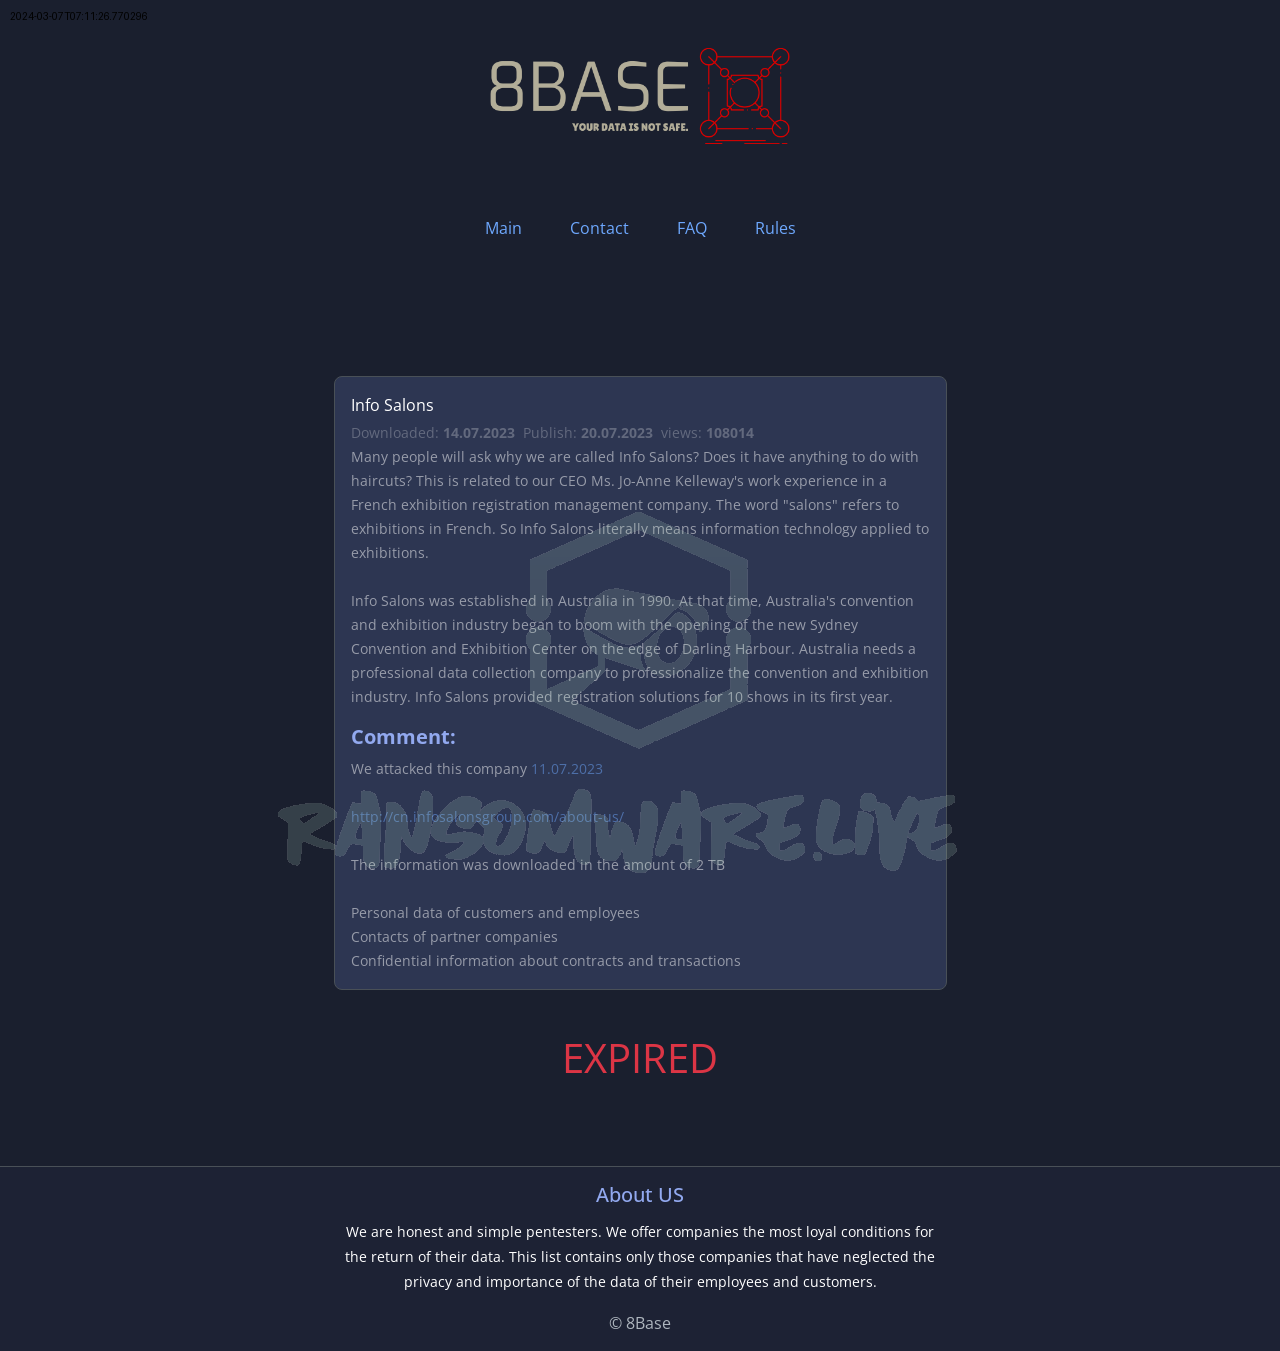 2024-03-07T07:11:26.770296
8BASE
YOUR DATA IS NOT SAFE.
Main Contact FAQ Rules
Info Salons
Downloaded: 14.07.2023 Publish: 20.07.2023 views: 108014
Many people will ask why we are called Info Salons? Does it have anything to do with
haircuts? This is related to our CEO Ms. Jo-Anne Kelleway's work experience in a
French exhibition registration management company. The word "salons" refers to
exhibitions in French. So Info Salons literally means information technology applied to
exhibitions.
Info Salons was established in Australia in 1990. At that time, Australia's convention
and exhibition industry began to boom with the opening of the new Sydney
Convention and Exhibition Center on the edge of Darling Harbour. Australia needs a
professional data collection company to professionalize the convention and exhibition
industry. Info Salons provided registration solutions for 10 shows in its first year.
Comment:
We attacked this company 11.07.2023
http://cn.infosalonsgroup.com/about-us/
RANSOMWARE.LIVE
The information was downloaded in the amount of 2 TB
Personal data of customers and employees
Contacts of partner companies
Confidential information about contracts and transactions
EXPIRED
About US
We are honest and simple pentesters. We offer companies the most loyal conditions for
the return of their data. This list contains only those companies that have neglected the
privacy and importance of the data of their employees and customers.
© 8Base